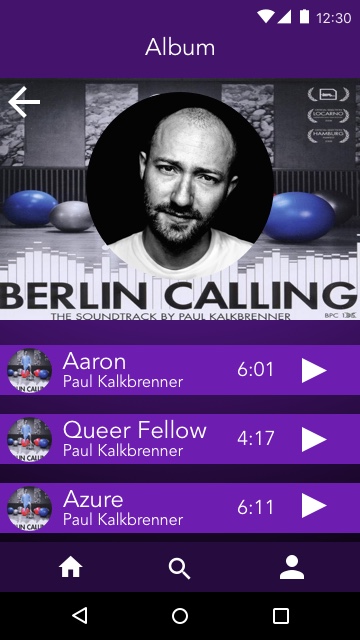 12:30
Album
LOCARNO
HAMBURG
BERLIN CALLING
THE SOUNDTRACK BY PAUL KALKBRENNER
BPC
Aaron
Paul Kalkbrenner
6:01
Queer Fellow
Paul Kalkbrenner
4:17
Azure
Paul Kalkbrenner
6:11